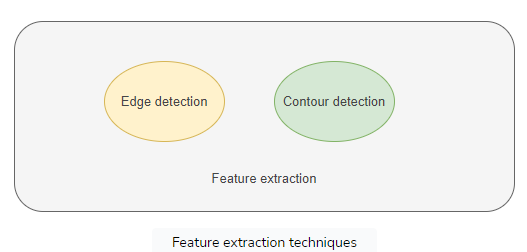 Edge detection
Contour detection
Feature extraction
Feature extraction techniques